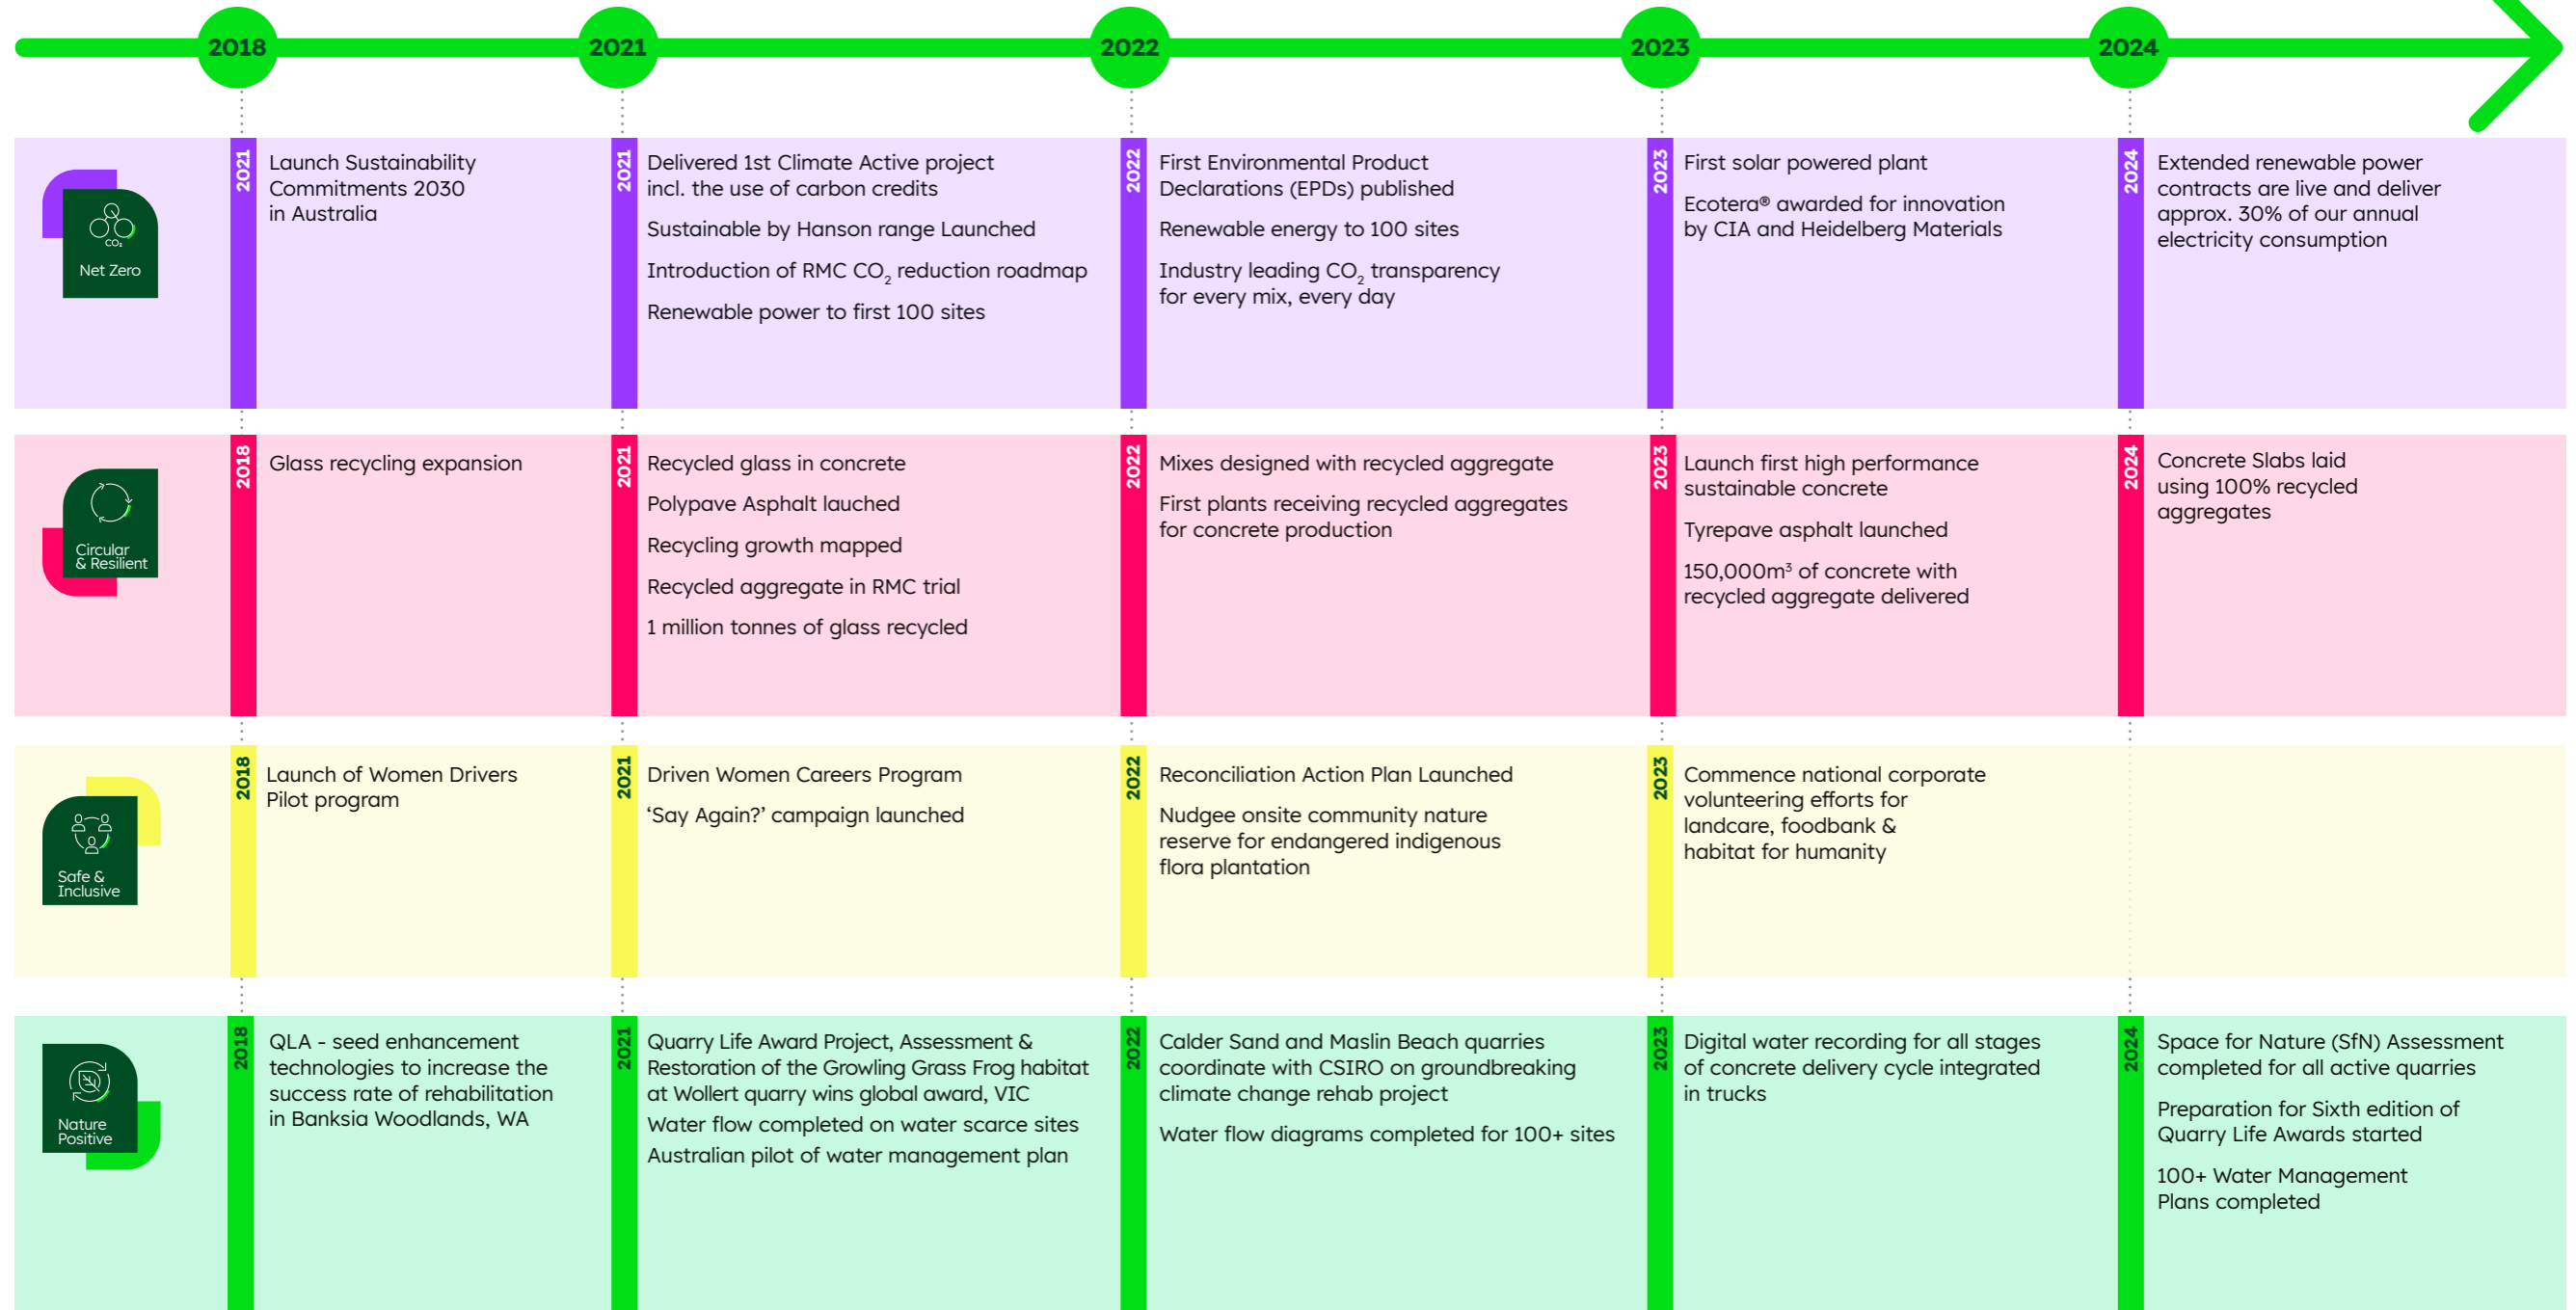 2018
2021
2022
2023
2024
CO₂
Net Zero
2021
Launch Sustainability
Commitments 2030
in Australia
2021
Delivered 1st Climate Active project
incl. the use of carbon credits
Sustainable by Hanson range Launched
Introduction of RMC CO₂ reduction roadmap
Renewable power to first 100 sites
2022
First Environmental Product
Declarations (EPDs) published
Renewable energy to 100 sites
Industry leading CO₂ transparency
for every mix, every day
2023
First solar powered plant
Ecotera® awarded for innovation
by CIA and Heidelberg Materials
2024
Extended renewable power
contracts are live and deliver
approx. 30% of our annual
electricity consumption
Circular
& Resilient
2018
Glass recycling expansion
2021
Recycled glass in concrete
Polypave Asphalt lauched
Recycling growth mapped
Recycled aggregate in RMC trial
1 million tonnes of glass recycled
2022
Mixes designed with recycled aggregate
First plants receiving recycled aggregates
for concrete production
2023
Launch first high performance
sustainable concrete
Tyrepave asphalt launched
150,000m³ of concrete with
recycled aggregate delivered
2024
Concrete Slabs laid
using 100% recycled
aggregates
Safe &
Inclusive
2018
Launch of Women Drivers
Pilot program
2021
Driven Women Careers Program
‘Say Again?’ campaign launched
2022
Reconciliation Action Plan Launched
Nudgee onsite community nature
reserve for endangered indigenous
flora plantation
2023
Commence national corporate
volunteering efforts for
landcare, foodbank &
habitat for humanity
Nature
Positive
2018
QLA - seed enhancement
technologies to increase the
success rate of rehabilitation
in Banksia Woodlands, WA
2021
Quarry Life Award Project, Assessment &
Restoration of the Growling Grass Frog habitat
at Wollert quarry wins global award, VIC
Water flow completed on water scarce sites
Australian pilot of water management plan
2022
Calder Sand and Maslin Beach quarries
coordinate with CSIRO on groundbreaking
climate change rehab project
Water flow diagrams completed for 100+ sites
2023
Digital water recording for all stages
of concrete delivery cycle integrated
in trucks
2024
Space for Nature (SfN) Assessment
completed for all active quarries
Preparation for Sixth edition of
Quarry Life Awards started
100+ Water Management
Plans completed